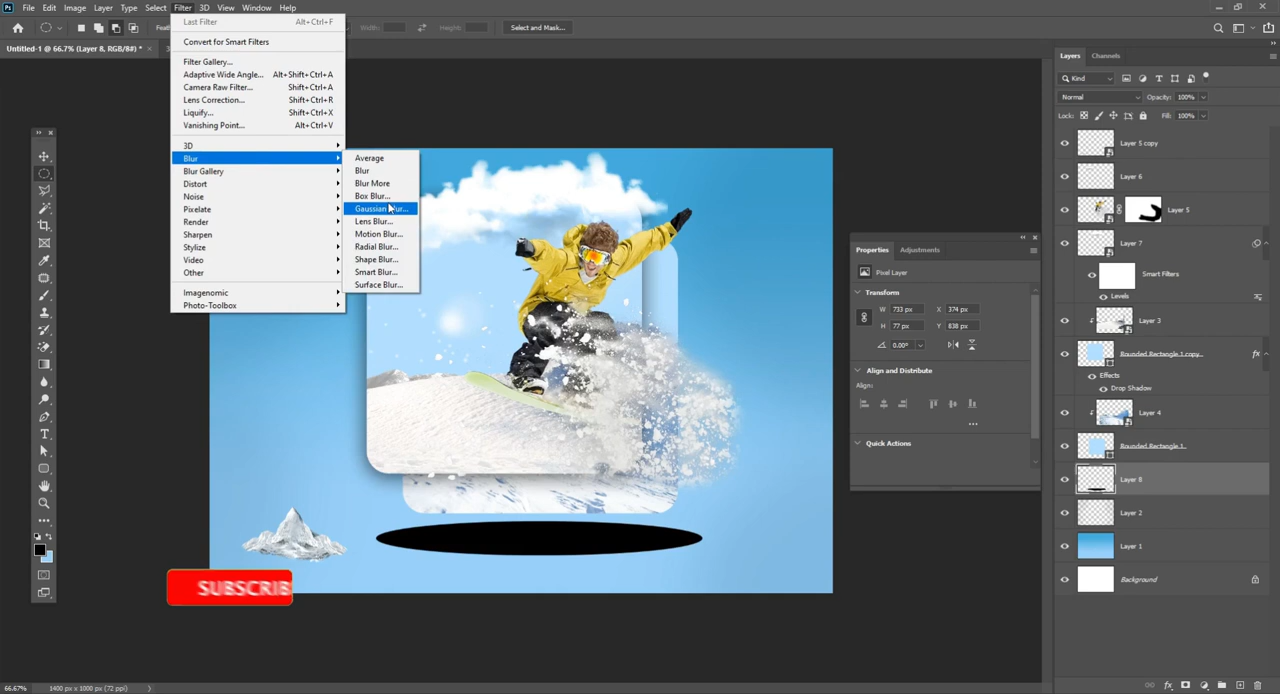 Ps File Edit Image Layer Type Select Filter 3D View Window Help
Last Filter Alt+Ctrl+F
Width: Height: Select and Mask...
Convert for Smart Filters
Untitled-1 @ 66.7% (Layer 8, RGB/8#) *
Filter Gallery...
Adaptive Wide Angle... Alt+Shift+Ctrl+A
Camera Raw Filter... Shift+Ctrl+A
Lens Correction... Shift+Ctrl+R
Liquify... Shift+Ctrl+X
Vanishing Point... Alt+Ctrl+V
3D
Blur
Blur Gallery
Distort
Noise
Pixelate
Render
Sharpen
Stylize
Video
Other
Imagenomic
Photo-Toolbox
Average
Blur
Blur More
Box Blur...
Gaussian Blur...
Lens Blur...
Motion Blur...
Radial Blur...
Shape Blur...
Smart Blur...
Surface Blur...
SUBSCRIB
Properties Adjustments
Pixel Layer
Transform
W 733 px X 374 px
H 77 px Y 838 px
0.00°
Align and Distribute
Align:
Quick Actions
Layers Channels
Kind
Normal Opacity: 100%
Lock: Fill: 100%
Layer 5 copy
Layer 6
Layer 5
Layer 7
Smart Filters
Levels
Layer 3
Rounded Rectangle 1 copy...
fx
Effects
Drop Shadow
Layer 4
Rounded Rectangle 1
Layer 8
Layer 2
Layer 1
Background
66.67% 1400 px x 1000 px (72 ppi)
fx